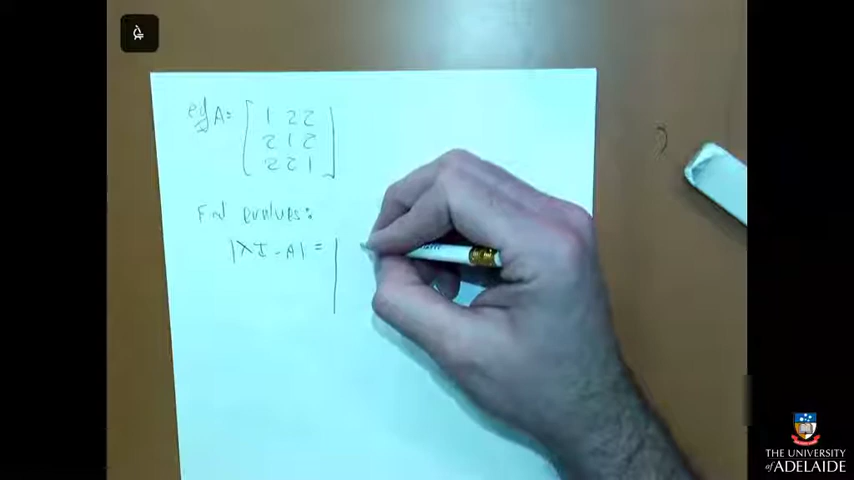 eg A = [ 1 2 2
2 1 2
2 2 1 ]
Find evalues:
|λI - A| = |
THE UNIVERSITY
of ADELAIDE